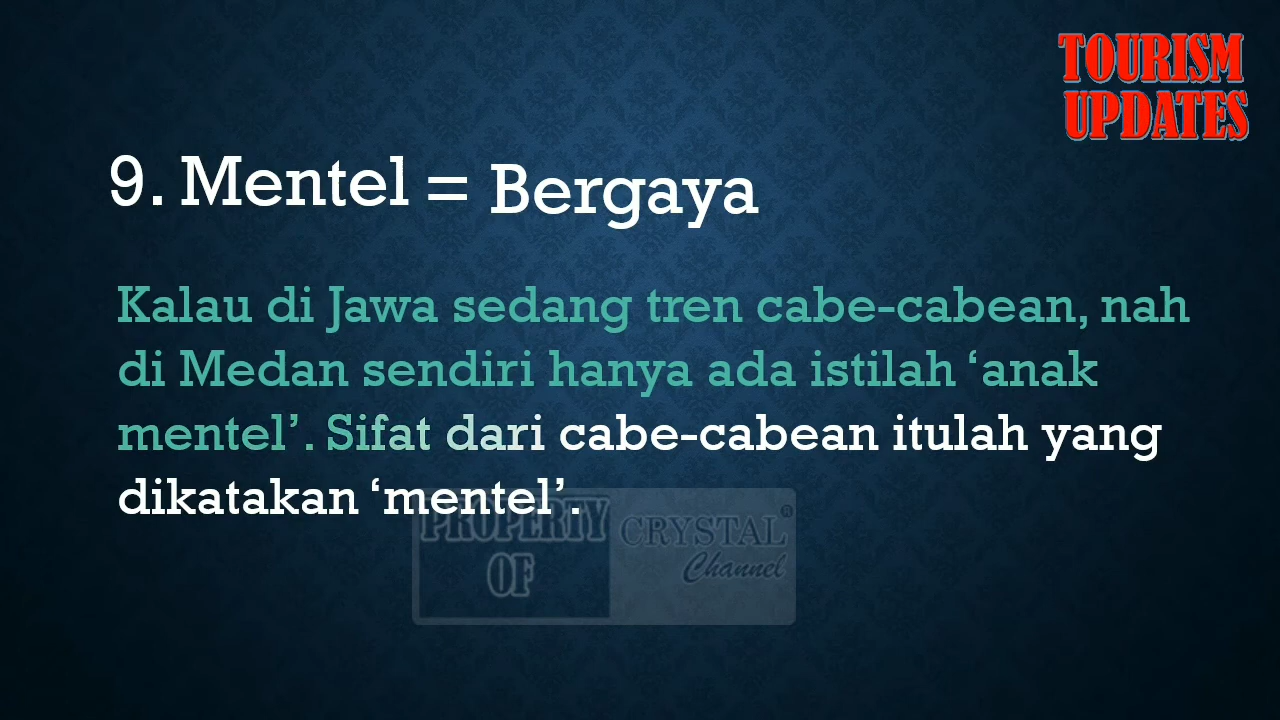 TOURISM
UPDATES
9. Mentel = Bergaya
Kalau di Jawa sedang tren cabe-cabean, nah
di Medan sendiri hanya ada istilah ‘anak
mentel’. Sifat dari cabe-cabean itulah yang
dikatakan ‘mentel’.
PROPERTY
OF
CRYSTAL®
Channel